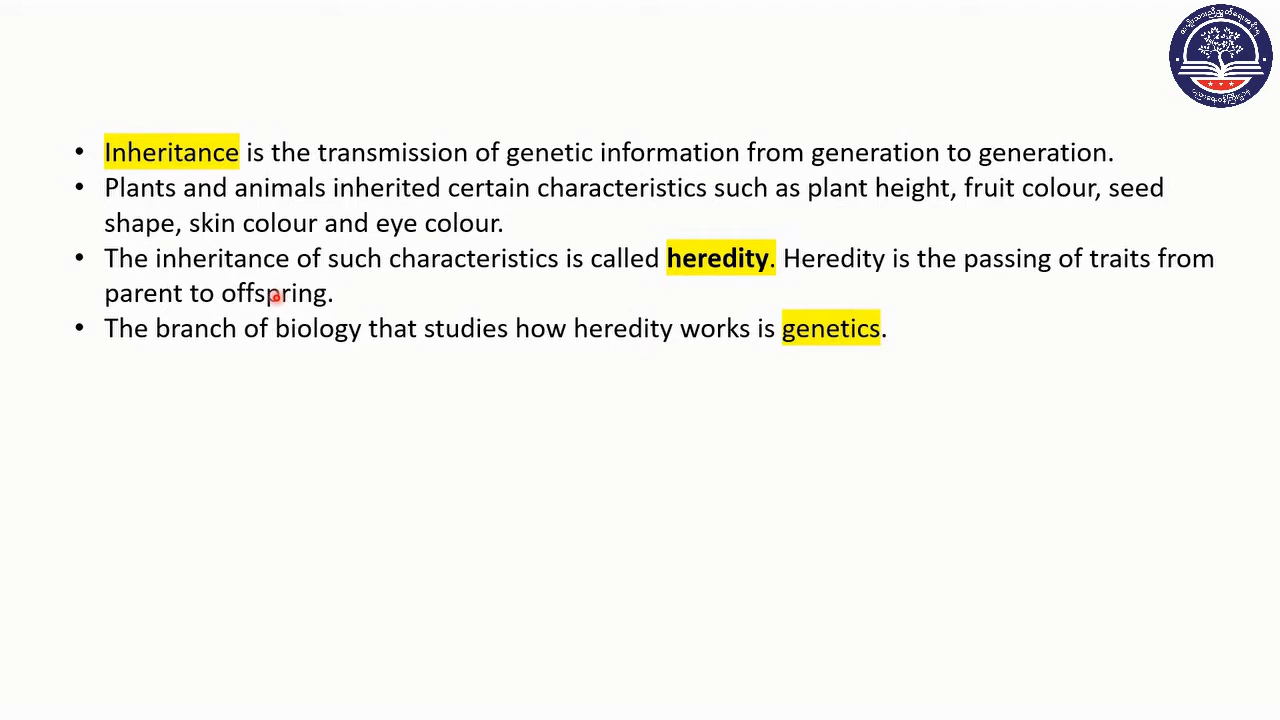 • Inheritance is the transmission of genetic information from generation to generation.
• Plants and animals inherited certain characteristics such as plant height, fruit colour, seed
shape, skin colour and eye colour.
• The inheritance of such characteristics is called heredity. Heredity is the passing of traits from
parent to offspring.
• The branch of biology that studies how heredity works is genetics.